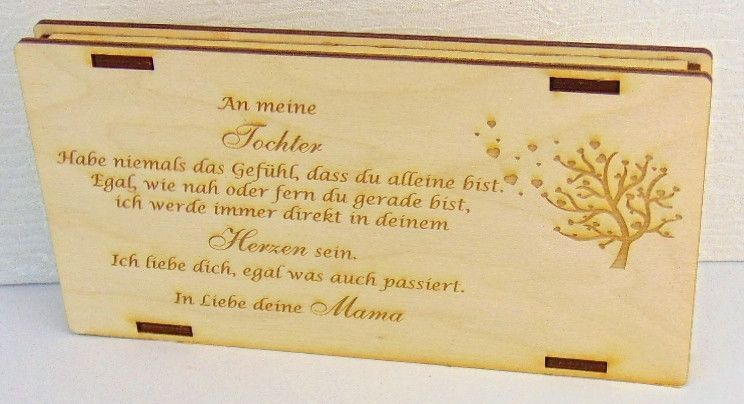 An meine
Tochter
Habe niemals das Gefühl, dass du alleine bist.
Egal, wie nah oder fern du gerade bist,
ich werde immer direkt in deinem
Herzen sein.
Ich liebe dich, egal was auch passiert.
In Liebe deine Mama